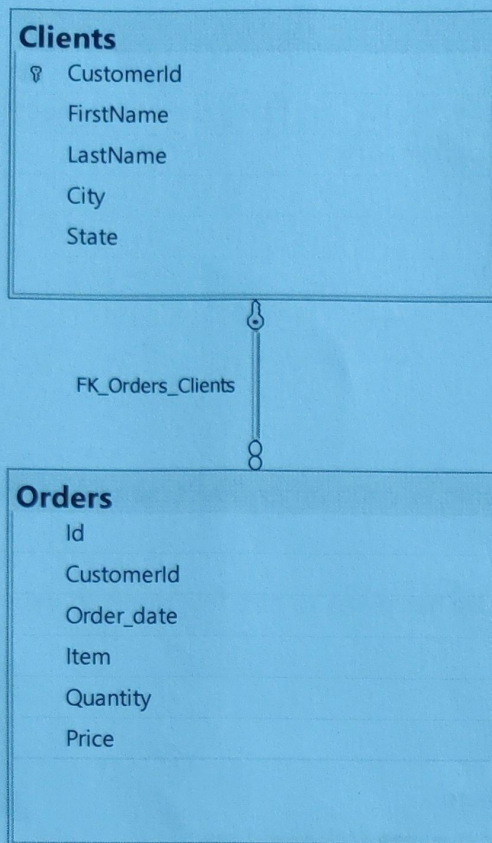 Clients
CustomerId
FirstName
LastName
City
State
FK_Orders_Clients
Orders
Id
CustomerId
Order_date
Item
Quantity
Price